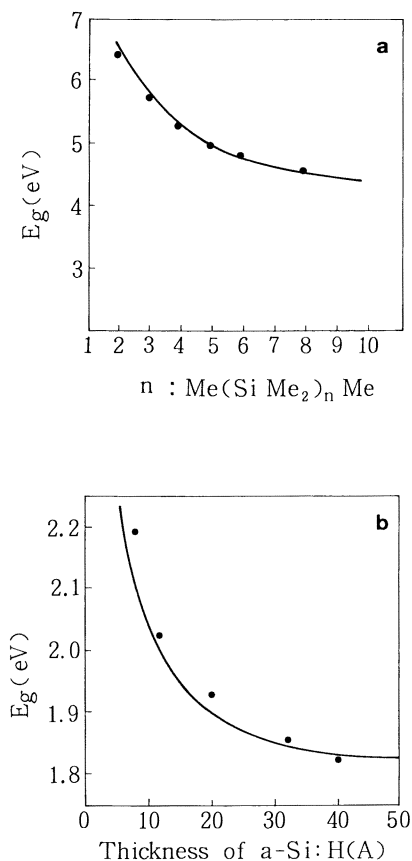 a
7
6
5
4
3
Eg(eV)
1 2 3 4 5 6 7 8 9 10
n : Me(Si Me₂)ₙ Me
b
2.2
2.1
2.0
1.9
1.8
Eg(eV)
0 10 20 30 40 50
Thickness of a-Si:H(A)